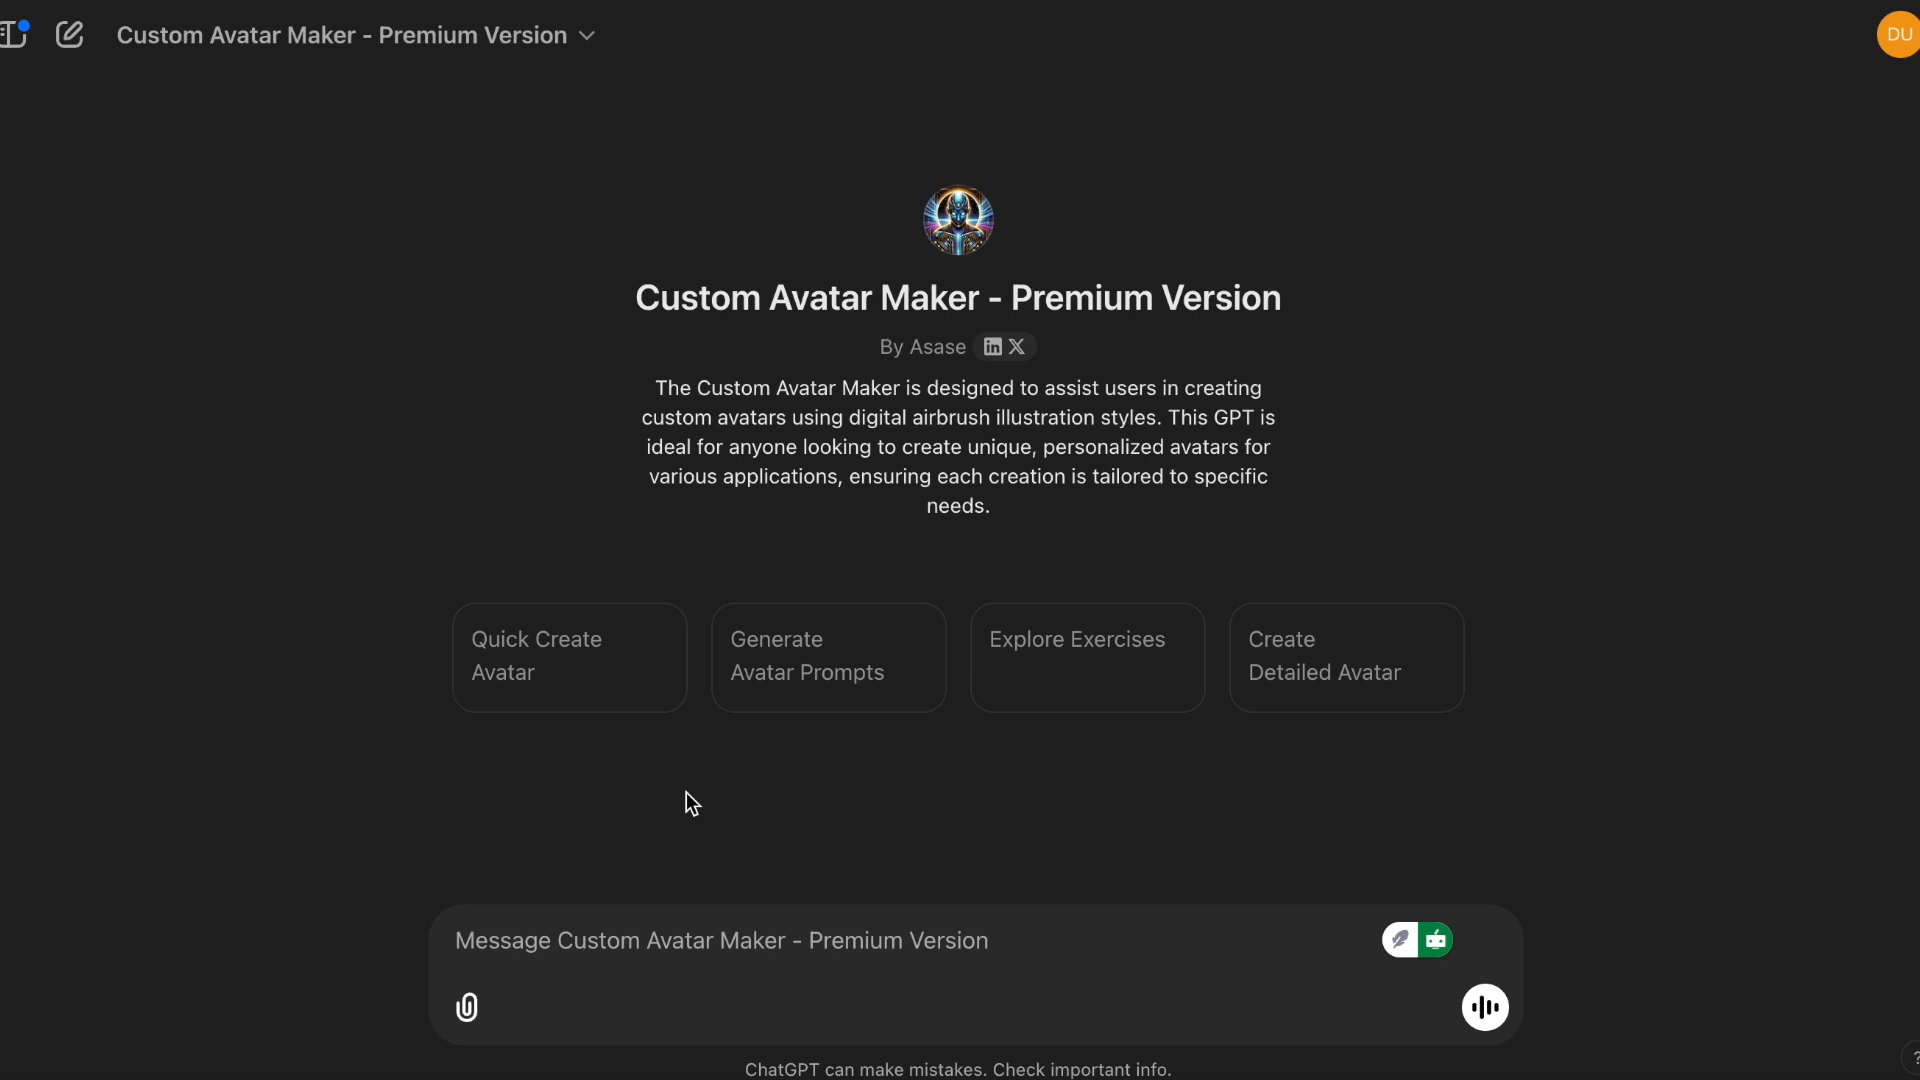 Custom Avatar Maker - Premium Version
DU
Custom Avatar Maker - Premium Version
By Asase
The Custom Avatar Maker is designed to assist users in creating
custom avatars using digital airbrush illustration styles. This GPT is
ideal for anyone looking to create unique, personalized avatars for
various applications, ensuring each creation is tailored to specific
needs.
Quick Create
Avatar
Generate
Avatar Prompts
Explore Exercises
Create
Detailed Avatar
Message Custom Avatar Maker - Premium Version
ChatGPT can make mistakes. Check important info.
?